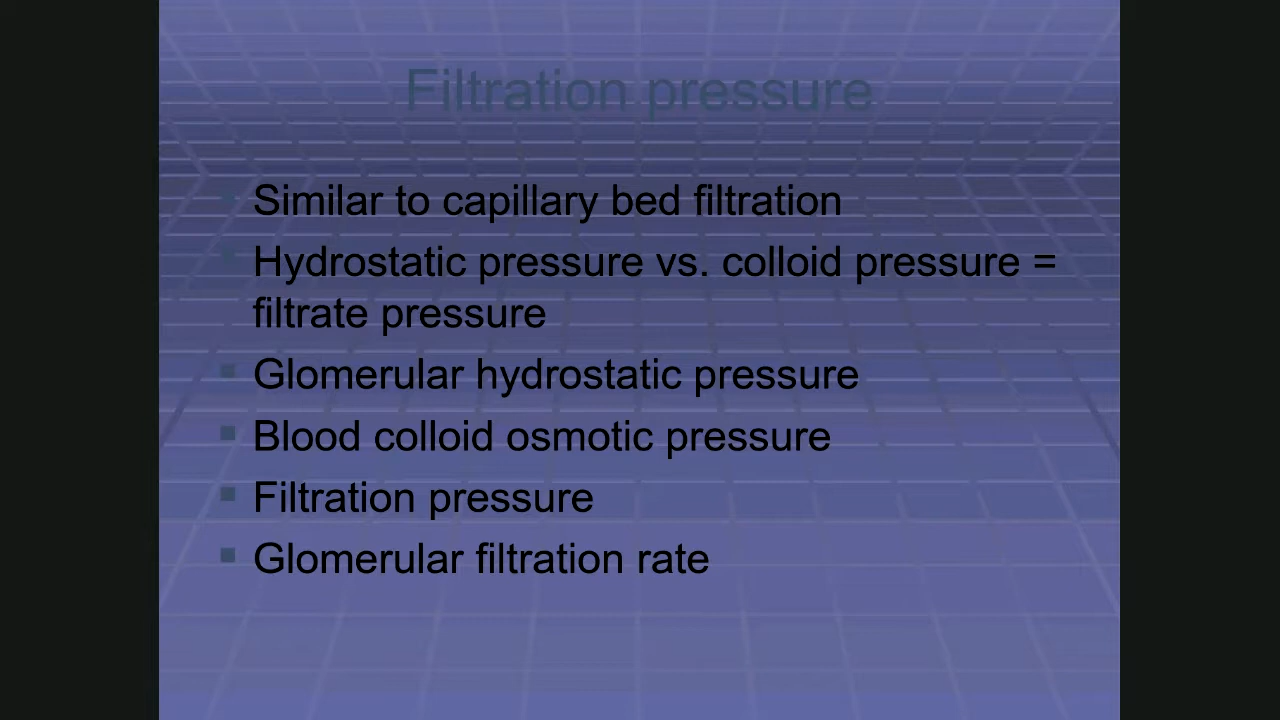 Filtration pressure
Similar to capillary bed filtration
Hydrostatic pressure vs. colloid pressure =
filtrate pressure
Glomerular hydrostatic pressure
Blood colloid osmotic pressure
Filtration pressure
Glomerular filtration rate